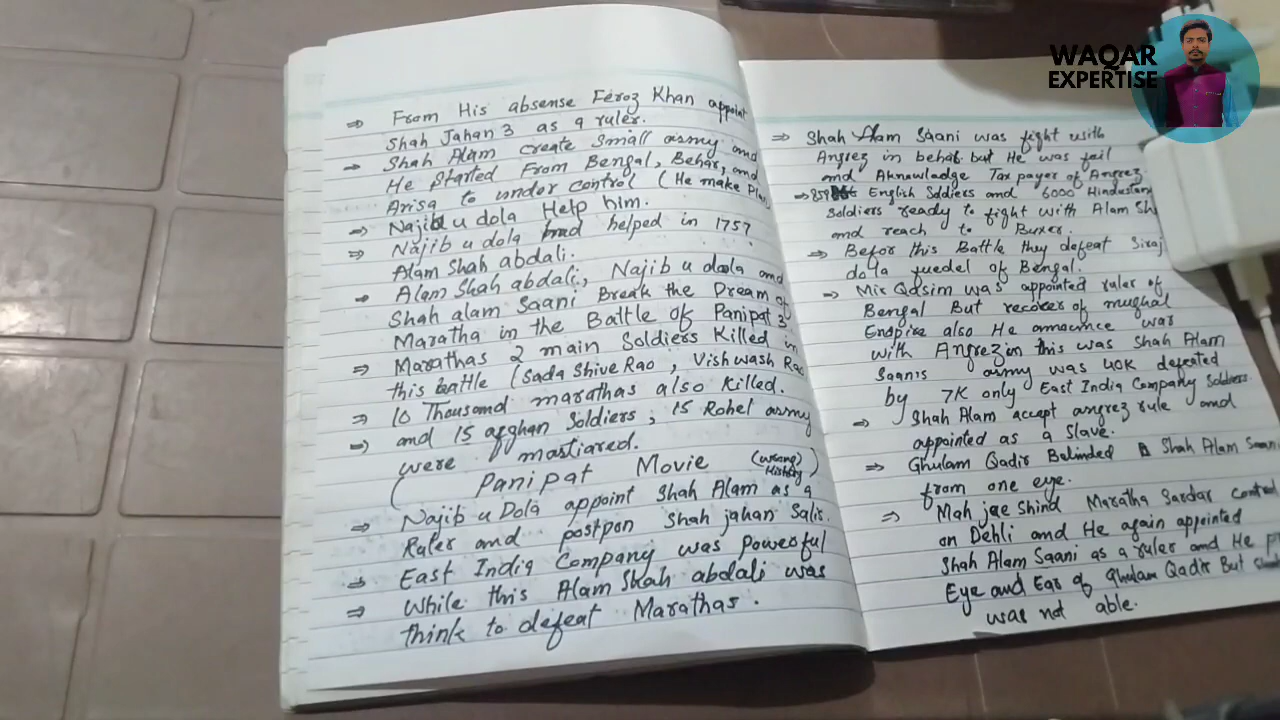 ⇒ From His absense Feroz Khan appoint
Shah Jahan 3 as a ruler.
⇒ Shah Alam create Small army and
He started From Bengal, Behar, and
Arisa to under control (He make Plan
⇒ Najib u dola Help him.
⇒ Najib u dola had helped in 1757
Alam Shah abdali.
⇒ Alam Shah abdali, Najib u doola and
Shah alam Saani Break the Dream of
Maratha in the Battle of Panipat 3.
⇒ Marathas 2 main Soldiers Killed in
this battle (Sada Shive Rao, Vishwash Rao
⇒ 10 Thousand marathas also Killed.
⇒ and 15 afghan Soldiers, 15 Rohel army
were mastiared.
( Panipat Movie (wrong History) )
⇒ Najib u Dola appoint Shah Alam as a
Ruler and postpon Shah jahan Salis.
⇒ East India Company was powerful
⇒ While this Alam Shah abdali was
think to defeat Marathas.
WAQAR
EXPERTISE
⇒ Shah Alam Saani was fight with
Angrez in behar but He was fail
and Aknowladge Tax payer of Angrez.
⇒ 859 English Soldiers and 6000 Hindestani
soldiers ready to fight with Alam Sha
and reach to Buxer.
⇒ Befor this Battle they defeat Siraj
dola of Bengal.
⇒ Mir Qasim was appointed ruler of
Bengal But of mughal
Empire also He was
with Angrez in this was Shah Alam
Saanis army was 40K defeated
by 7K only East India Company Soldiers.
⇒ Shah Alam accept angrez rule and
appointed as a Slave.
⇒ Ghulam Qadir Belinded Shah Alam Saani
from one eye.
⇒ Mah jae Shind Maratha Sardar control
on Dehli and He again appointed
Shah Alam Saani as a ruler and He
Eye and Ear of Ghulam Qadir But
was not able.